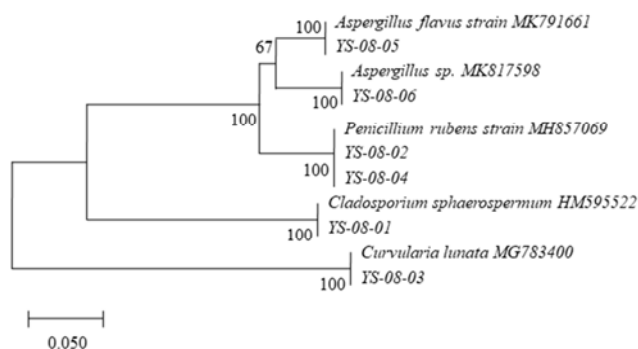 100 Aspergillus flavus strain MK791661
67 YS-08-05
Aspergillus sp. MK817598
100 YS-08-06
100
Penicillium rubens strain MH857069
100 YS-08-02
YS-08-04
Cladosporium sphaerospermum HM595522
100 YS-08-01
Curvularia lunata MG783400
100 YS-08-03
0.050